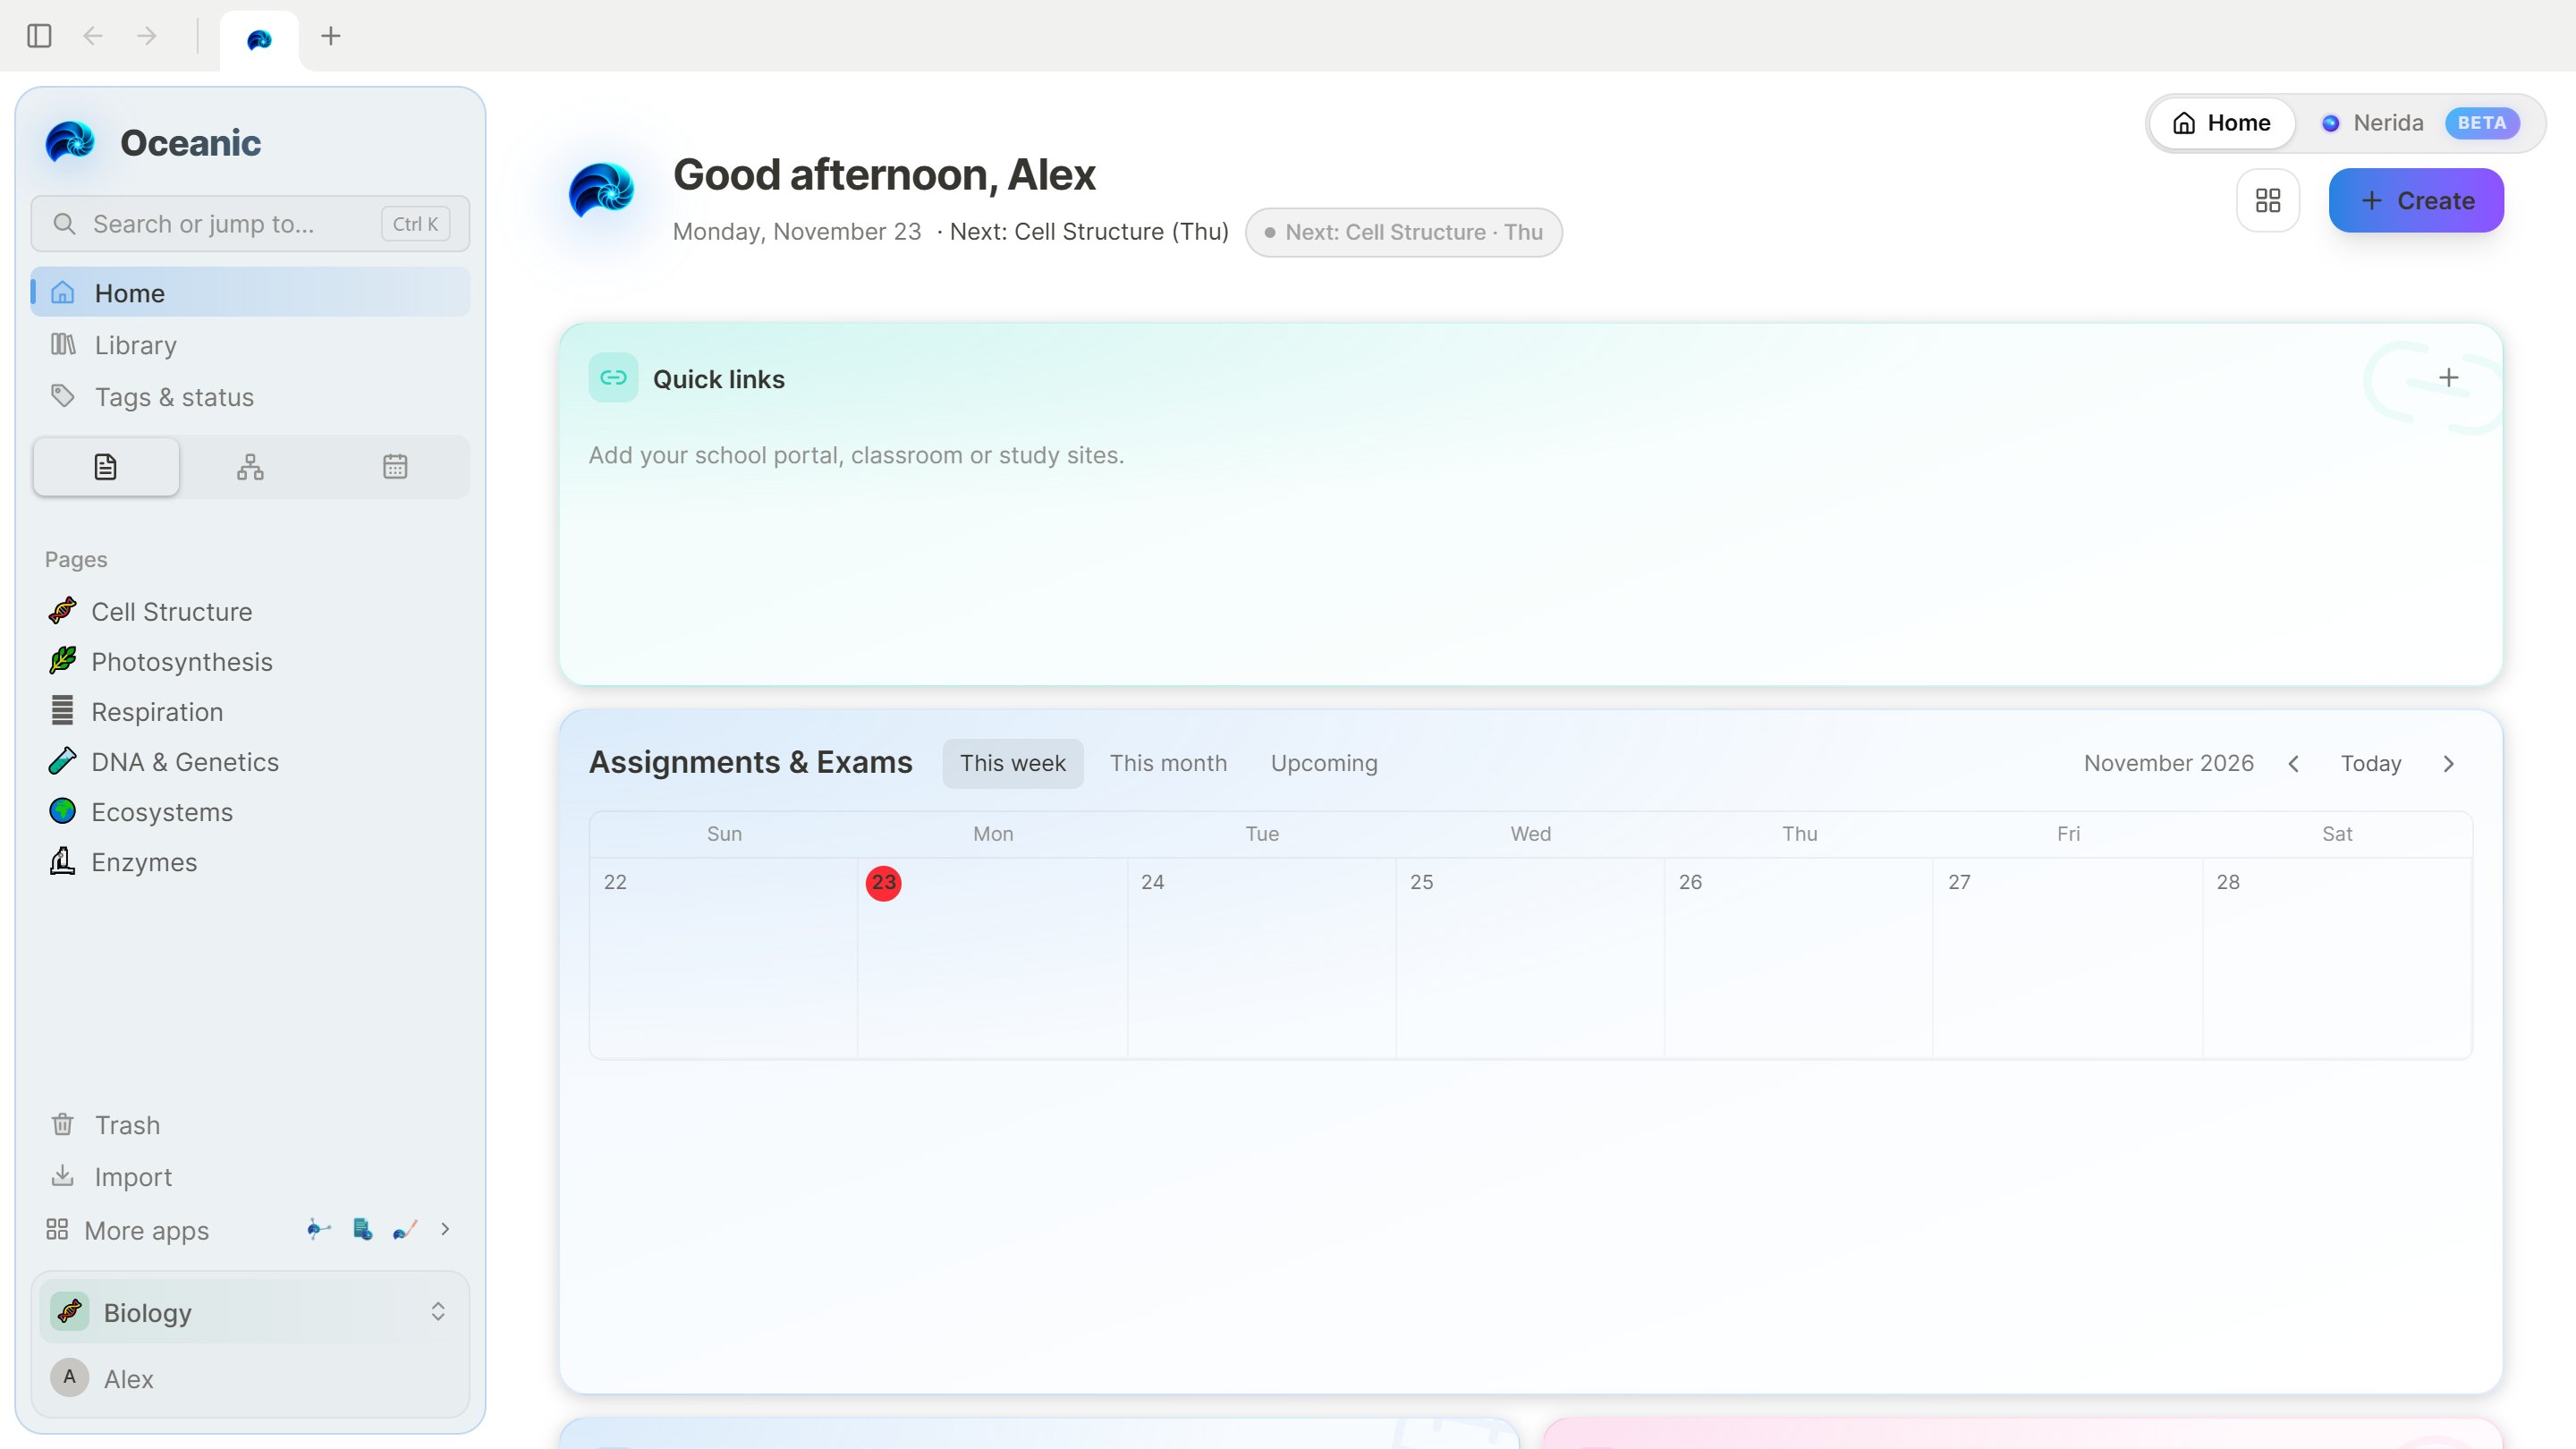 Oceanic
Search or jump to... Ctrl K
Home
Library
Tags & status
Pages
Cell Structure
Photosynthesis
Respiration
DNA & Genetics
Ecosystems
Enzymes
Trash
Import
More apps
Biology
A Alex
Home Nerida BETA
Good afternoon, Alex
Monday, November 23 · Next: Cell Structure (Thu) Next: Cell Structure · Thu
Create
Quick links
Add your school portal, classroom or study sites.
Assignments & Exams This week This month Upcoming November 2026 Today
Sun Mon Tue Wed Thu Fri Sat
22 23 24 25 26 27 28